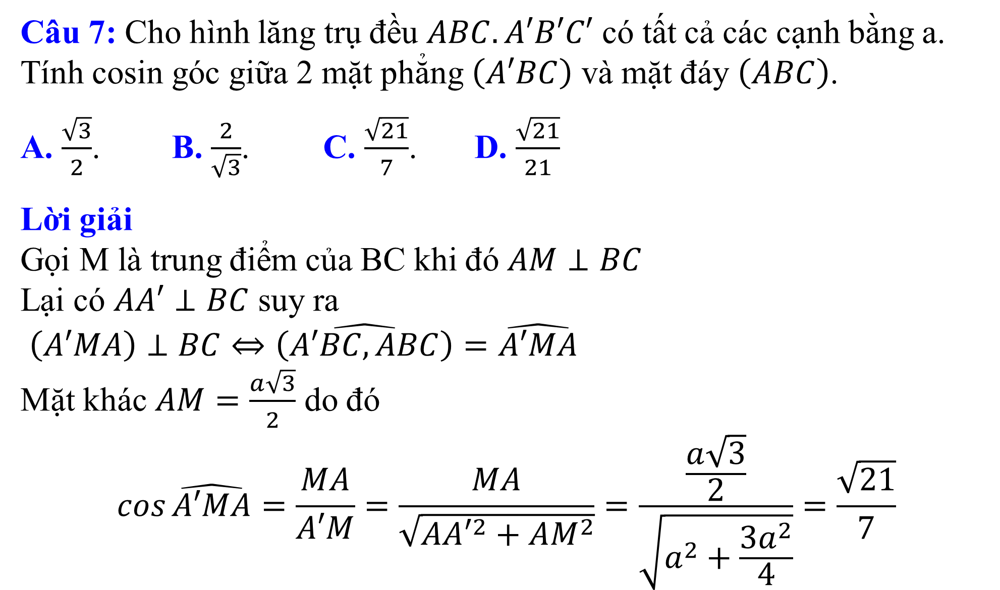 Câu 7: Cho hình lăng trụ đều ABC.A′B′C′ có tất cả các cạnh bằng a.
Tính cosin góc giữa 2 mặt phẳng (A′BC) và mặt đáy (ABC).
A. \frac{\sqrt{3}}{2}. B. \frac{2}{\sqrt{3}}. C. \frac{\sqrt{21}}{7}. D. \frac{\sqrt{21}}{21}
Lời giải
Gọi M là trung điểm của BC khi đó AM ⊥ BC
Lại có AA′ ⊥ BC suy ra
(A′MA) ⊥ BC ⇔ (\widehat{A′BC, ABC}) = \widehat{A′MA}
Mặt khác AM = \frac{a\sqrt{3}}{2} do đó
cos \widehat{A′MA} = \frac{MA}{A′M} = \frac{MA}{\sqrt{AA′^2 + AM^2}} = \frac{\frac{a\sqrt{3}}{2}}{\sqrt{a^2 + \frac{3a^2}{4}}} = \frac{\sqrt{21}}{7}